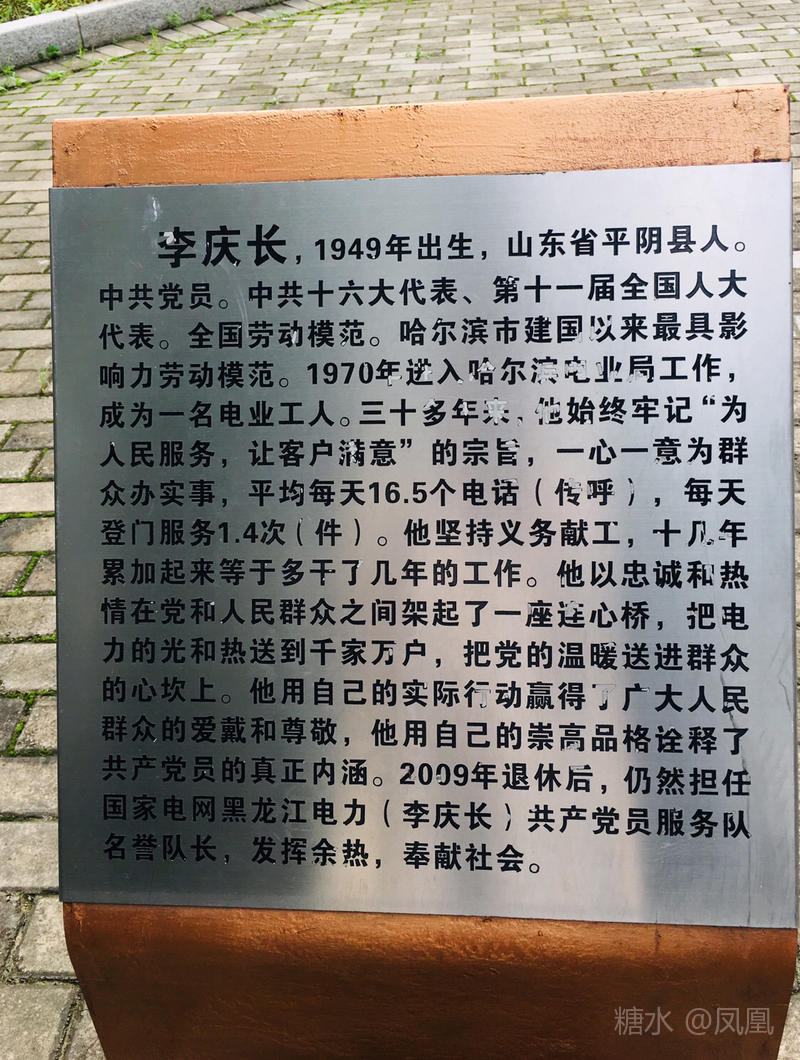 李庆长，1949年出生，山东省平阴县人。
中共党员。中共十六大代表、第十一届全国人大
代表。全国劳动模范。哈尔滨市建国以来最具影
响力劳动模范。1970年进入哈尔滨电业局工作，
成为一名电业工人。三十多年来，他始终牢记“为
人民服务，让客户满意”的宗旨，一心一意为群
众办实事，平均每天16.5个电话（传呼），每天
登门服务1.4次（件）。他坚持义务献工，十几年
累加起来等于多干了几年的工作。他以忠诚和热
情在党和人民群众之间架起了一座连心桥，把电
力的光和热送到千家万户，把党的温暖送进群众
的心坎上。他用自己的实际行动赢得了广大人民
群众的爱戴和尊敬，他用自己的崇高品格诠释了
共产党员的真正内涵。2009年退休后，仍然担任
国家电网黑龙江电力（李庆长）共产党员服务队
名誉队长，发挥余热，奉献社会。
糖水 @凤凰